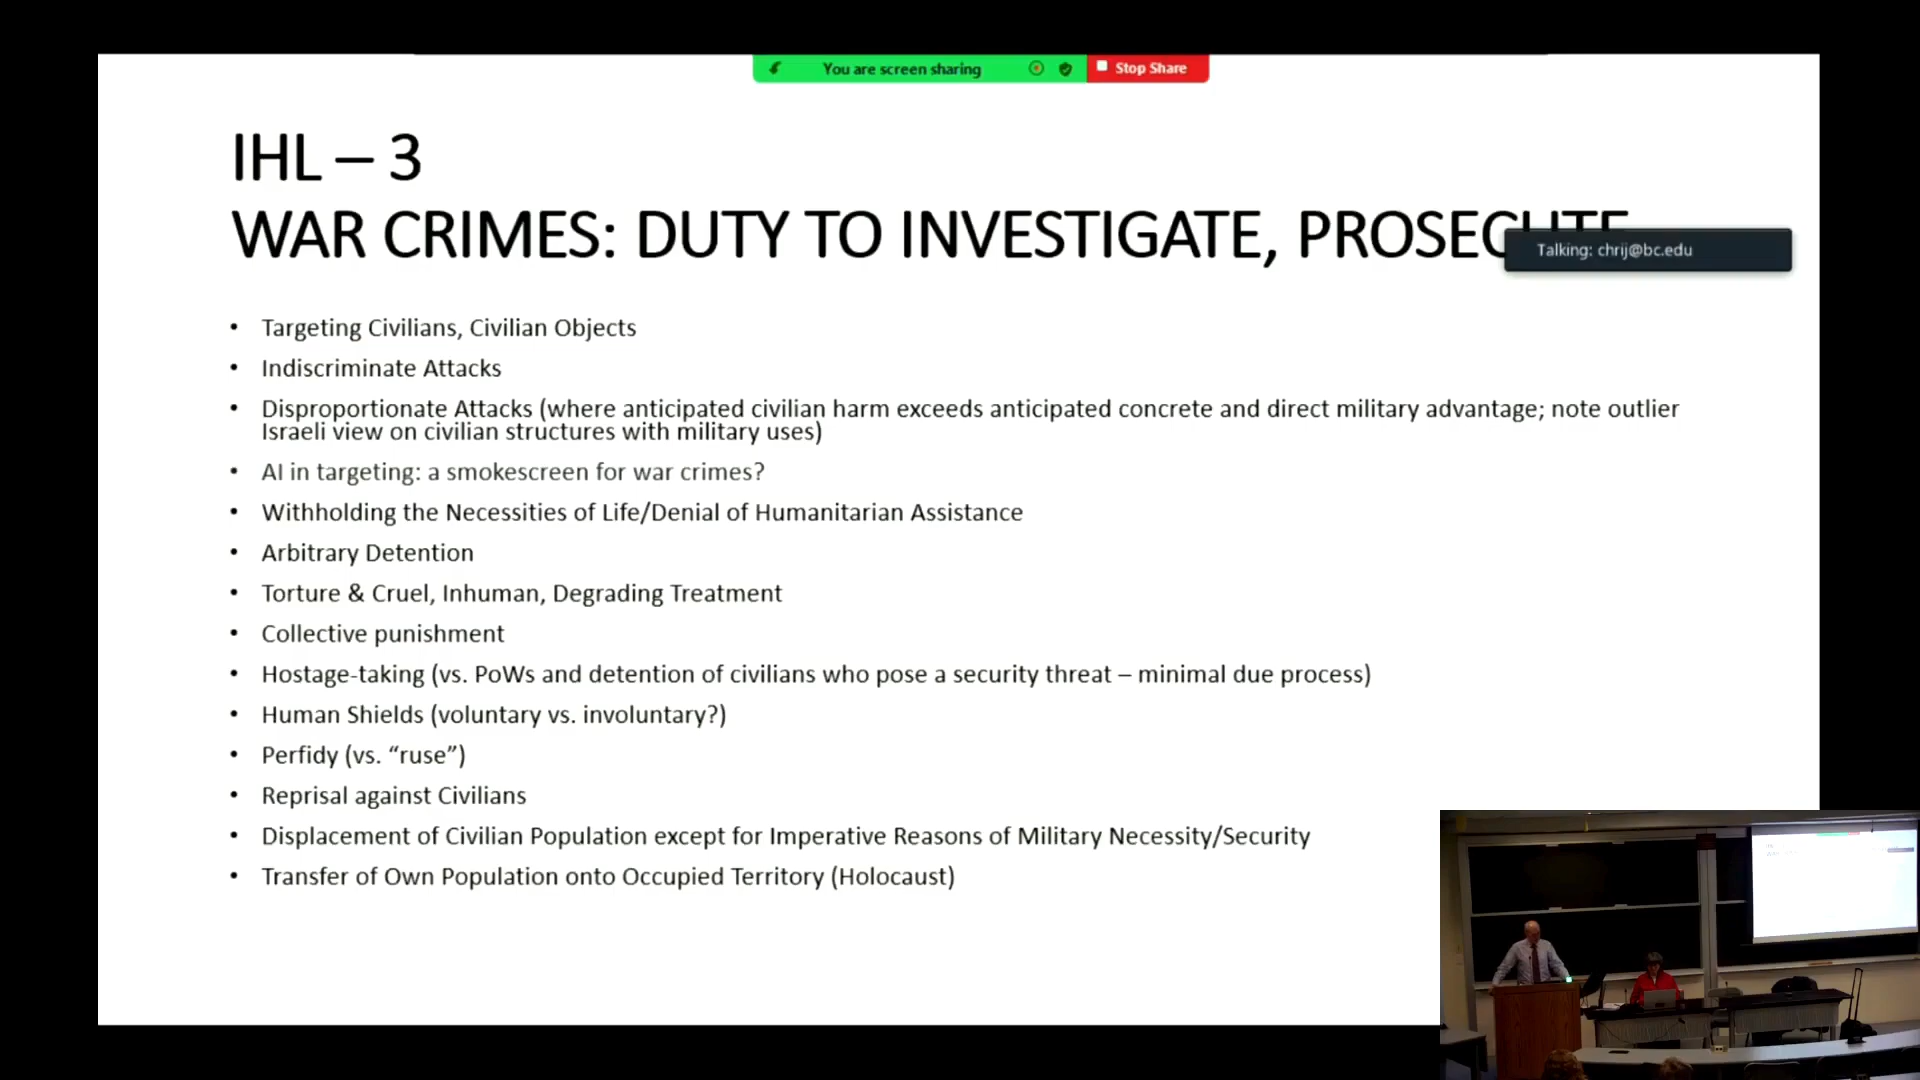 You are screen sharing
Stop Share
IHL – 3
WAR CRIMES: DUTY TO INVESTIGATE, PROSECUTE
Talking: chrij@bc.edu
• Targeting Civilians, Civilian Objects
• Indiscriminate Attacks
• Disproportionate Attacks (where anticipated civilian harm exceeds anticipated concrete and direct military advantage; note outlier
Israeli view on civilian structures with military uses)
• AI in targeting: a smokescreen for war crimes?
• Withholding the Necessities of Life/Denial of Humanitarian Assistance
• Arbitrary Detention
• Torture & Cruel, Inhuman, Degrading Treatment
• Collective punishment
• Hostage-taking (vs. PoWs and detention of civilians who pose a security threat – minimal due process)
• Human Shields (voluntary vs. involuntary?)
• Perfidy (vs. “ruse”)
• Reprisal against Civilians
• Displacement of Civilian Population except for Imperative Reasons of Military Necessity/Security
• Transfer of Own Population onto Occupied Territory (Holocaust)